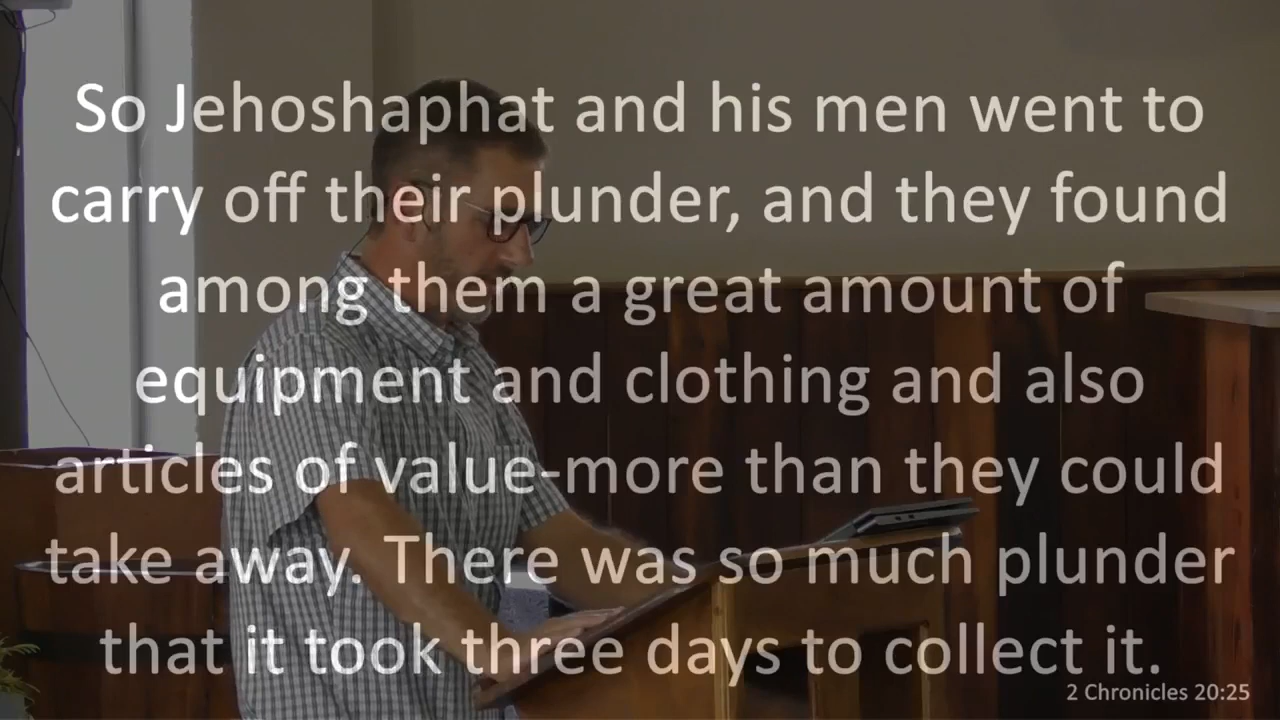 So Jehoshaphat and his men went to
carry off their plunder, and they found
among them a great amount of
equipment and clothing and also
articles of value-more than they could
take away. There was so much plunder
that it took three days to collect it.
2 Chronicles 20:25